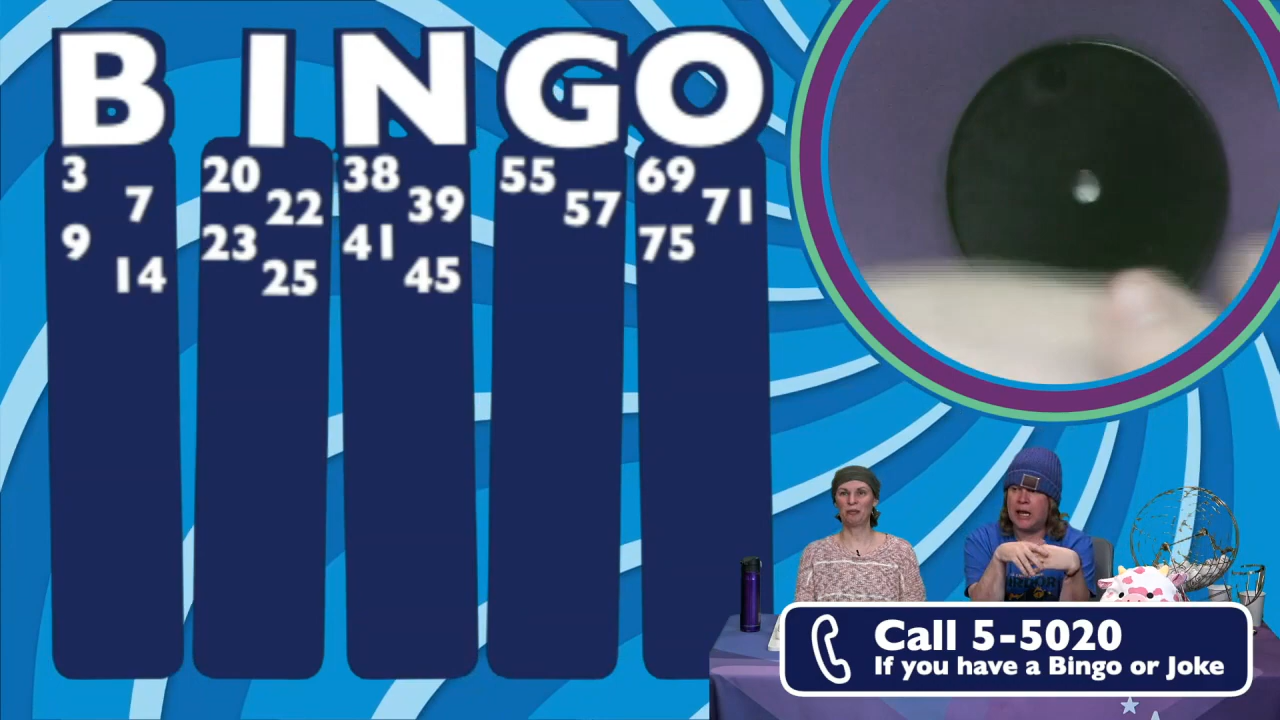 BINGO
3 20 38 55 69
7 22 39 57 71
9 23 41 75
14 25 45
Call 5-5020
If you have a Bingo or Joke